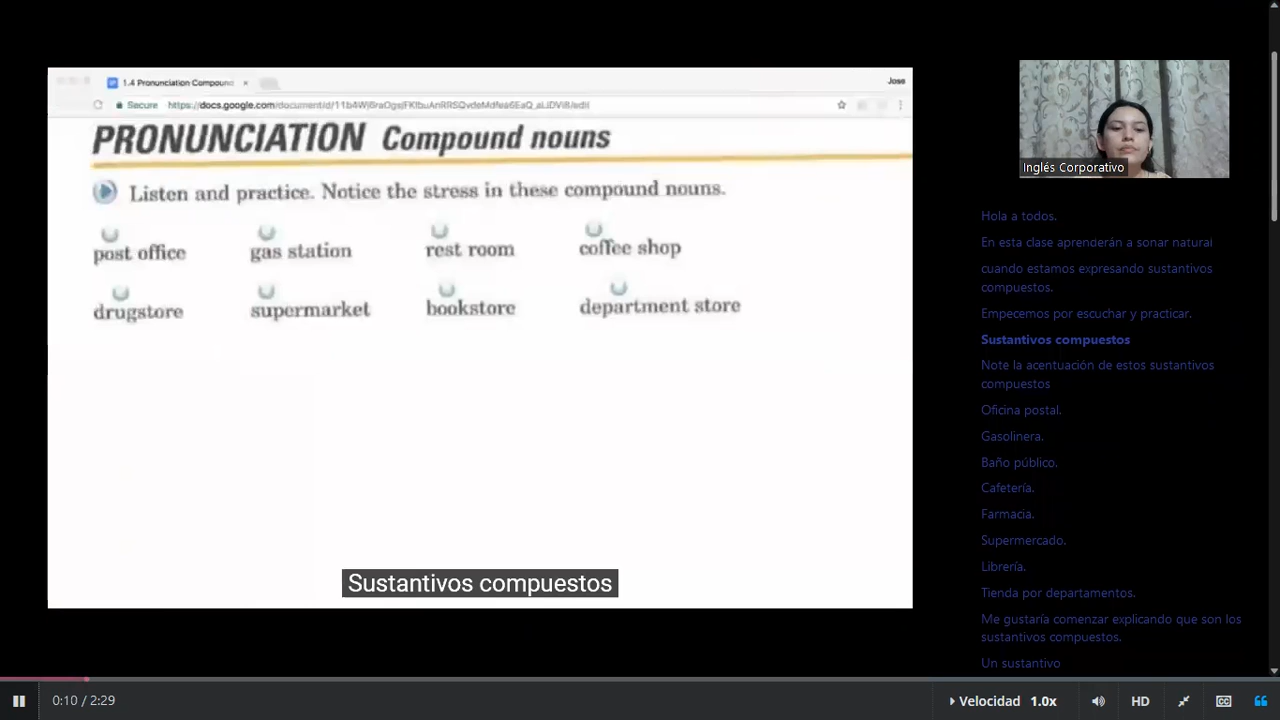 1.4 Pronunciation Compound
Joss
Secure
PRONUNCIATION Compound nouns
Listen and practice. Notice the stress in these compound nouns.
post office gas station rest room coffee shop
drugstore supermarket bookstore department store
Sustantivos compuestos
Inglés Corporativo
Hola a todos.
En esta clase aprenderán a sonar natural
cuando estamos expresando sustantivos
compuestos.
Empecemos por escuchar y practicar.
Sustantivos compuestos
Note la acentuación de estos sustantivos
compuestos
Oficina postal.
Gasolinera.
Baño público.
Cafetería.
Farmacia.
Supermercado.
Librería.
Tienda por departamentos.
Me gustaría comenzar explicando que son los
sustantivos compuestos.
Un sustantivo
0:10 / 2:29
Velocidad 1.0x
HD
CC